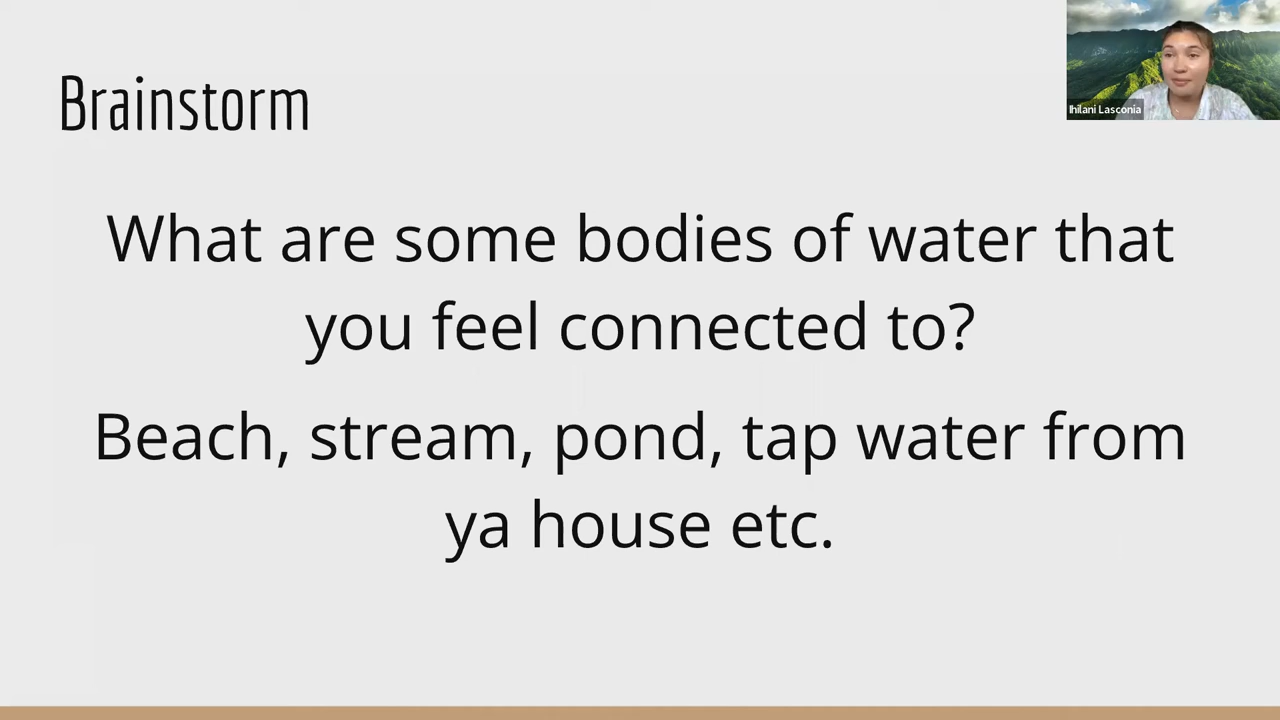 Brainstorm
Ihilani Lasconia
What are some bodies of water that
you feel connected to?
Beach, stream, pond, tap water from
ya house etc.